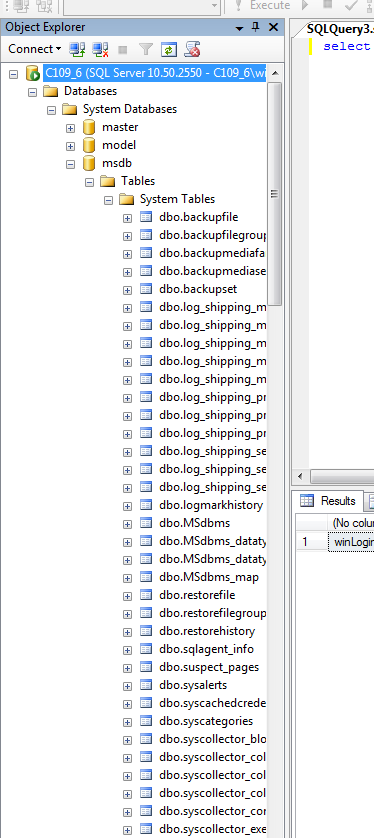 Execute
Object Explorer
SQLQuery3.s
Connect
select
C109_6 (SQL Server 10.50.2550 - C109_6\wi
Databases
System Databases
master
model
msdb
Tables
System Tables
dbo.backupfile
dbo.backupfilegroup
dbo.backupmediafa
dbo.backupmediase
dbo.backupset
dbo.log_shipping_m
dbo.log_shipping_m
dbo.log_shipping_m
dbo.log_shipping_m
dbo.log_shipping_m
dbo.log_shipping_pr
dbo.log_shipping_pr
dbo.log_shipping_pr
dbo.log_shipping_se
dbo.log_shipping_se
dbo.log_shipping_se
dbo.logmarkhistory
dbo.MSdbms
dbo.MSdbms_dataty
dbo.MSdbms_dataty
dbo.MSdbms_map
dbo.restorefile
dbo.restorefilegroup
dbo.restorehistory
dbo.sqlagent_info
dbo.suspect_pages
dbo.sysalerts
dbo.syscachedcrede
dbo.syscategories
dbo.syscollector_blo
dbo.syscollector_col
dbo.syscollector_col
dbo.syscollector_col
dbo.syscollector_cor
dbo.syscollector_exe
Results
(No colu
1 winLogin